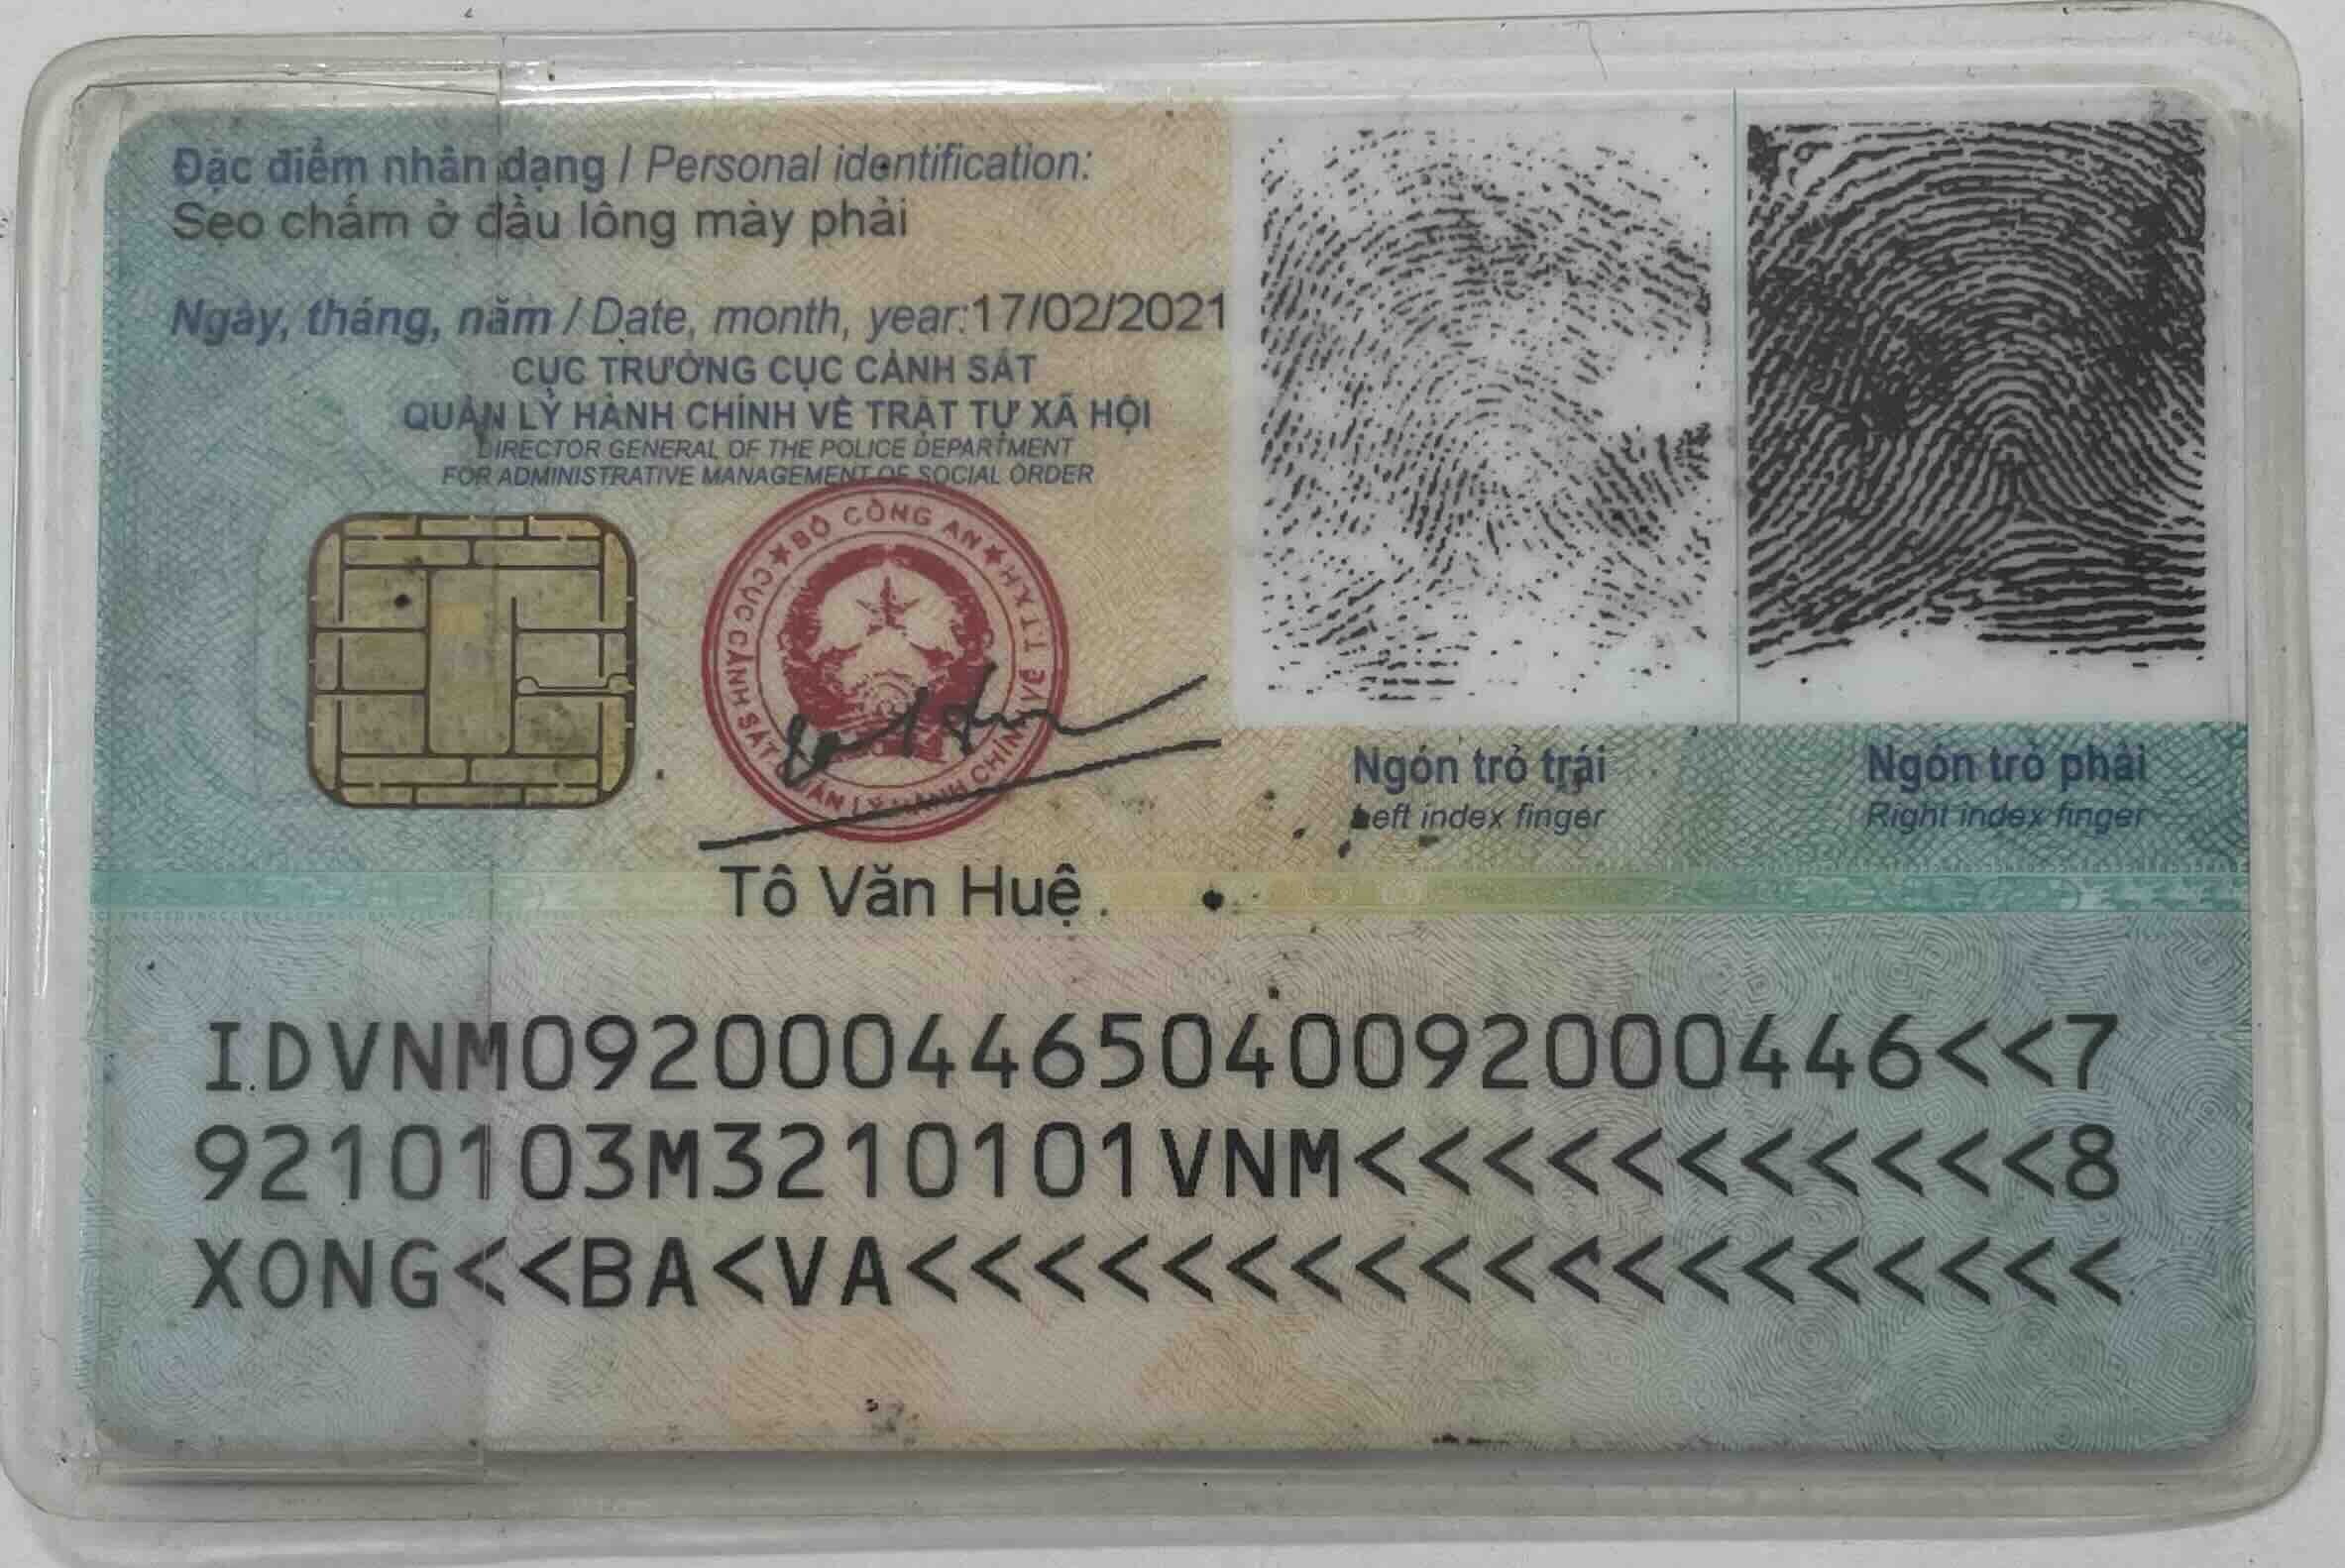 Đặc điểm nhân dạng / Personal identification:
Sẹo chấm ở đầu lông mày phải
Ngày, tháng, năm / Date, month, year:17/02/2021
CỤC TRƯỞNG CỤC CẢNH SÁT
QUẢN LÝ HÀNH CHÍNH VỀ TRẬT TỰ XÃ HỘI
DIRECTOR GENERAL OF THE POLICE DEPARTMENT
FOR ADMINISTRATIVE MANAGEMENT OF SOCIAL ORDER
BỘ CÔNG AN
CỤC CẢNH SÁT QUẢN LÝ HÀNH CHÍNH VỀ TTXH
Tô Văn Huệ
Ngón trỏ trái
Left index finger
Ngón trỏ phải
Right index finger
IDVNM0920004465040092000446<<7
9210103M3210101VNM<<<<<<<<<<<8
XONG<<BA<VA<<<<<<<<<<<<<<<<<<<